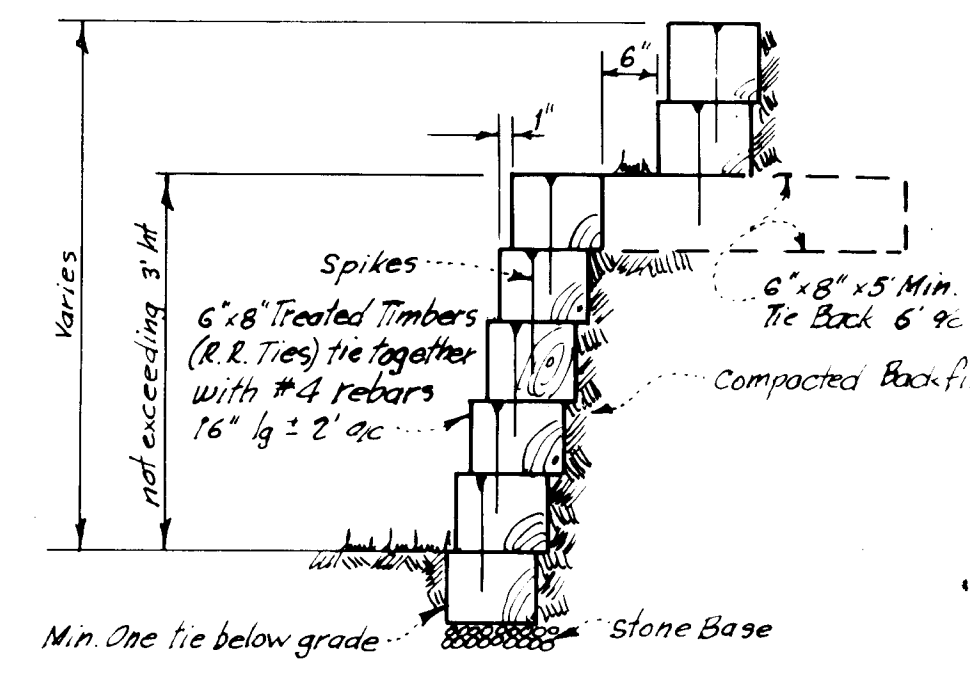 6"
1"
Varies
not exceeding 3' ht
Spikes
6"x8" Treated Timbers
(R.R. Ties) tie together
with #4 rebars
16" lg ± 2' o/c
6"x8"x5' Min.
Tie Back 6' o/c
Compacted Backfi
Min. One tie below grade
Stone Base